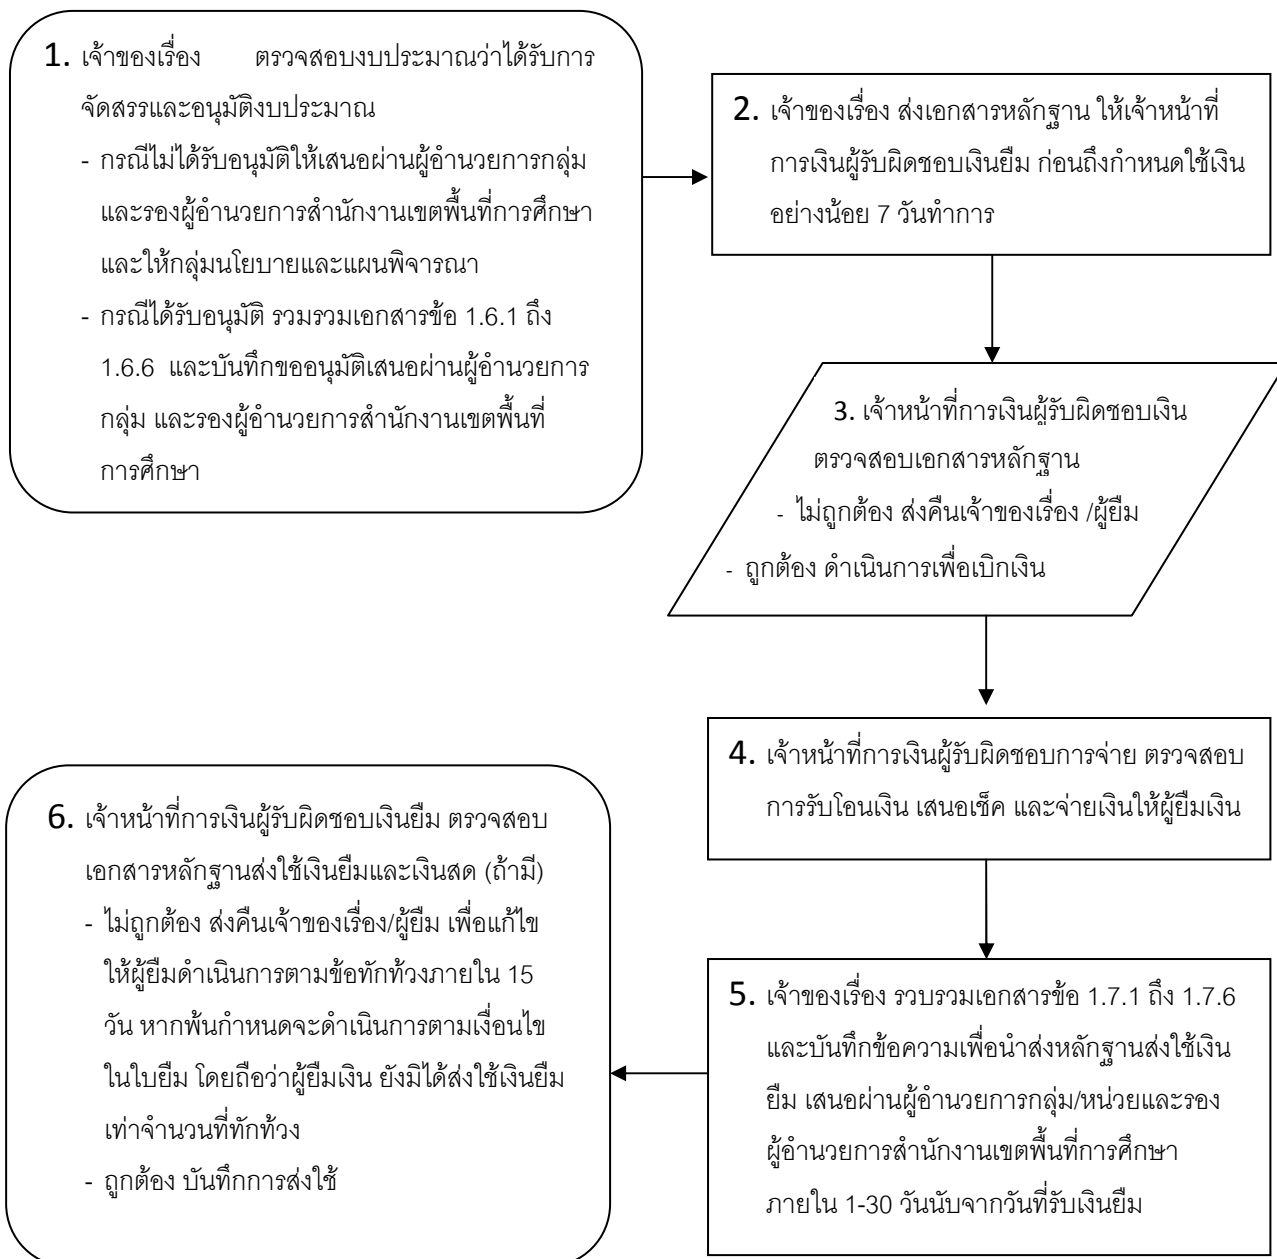 1. เจ้าของเรื่อง ตรวจสอบงบประมาณว่าได้รับการ
จัดสรรและอนุมัติงบประมาณ
- กรณีไม่ได้รับอนุมัติให้เสนอผ่านผู้อำนวยการกลุ่ม
และรองผู้อำนวยการสำนักงานเขตพื้นที่การศึกษา
และให้กลุ่มนโยบายและแผนพิจารณา
- กรณีได้รับอนุมัติ รวมรวมเอกสารข้อ 1.6.1 ถึง
1.6.6 และบันทึกขออนุมัติเสนอผ่านผู้อำนวยการ
กลุ่ม และรองผู้อำนวยการสำนักงานเขตพื้นที่
การศึกษา
2. เจ้าของเรื่อง ส่งเอกสารหลักฐาน ให้เจ้าหน้าที่
การเงินผู้รับผิดชอบเงินยืม ก่อนถึงกำหนดใช้เงิน
อย่างน้อย 7 วันทำการ
3. เจ้าหน้าที่การเงินผู้รับผิดชอบเงิน
ตรวจสอบเอกสารหลักฐาน
- ไม่ถูกต้อง ส่งคืนเจ้าของเรื่อง /ผู้ยืม
- ถูกต้อง ดำเนินการเพื่อเบิกเงิน
4. เจ้าหน้าที่การเงินผู้รับผิดชอบการจ่าย ตรวจสอบ
การรับโอนเงิน เสนอเช็ค และจ่ายเงินให้ผู้ยืมเงิน
5. เจ้าของเรื่อง รวบรวมเอกสารข้อ 1.7.1 ถึง 1.7.6
และบันทึกข้อความเพื่อนำส่งหลักฐานส่งใช้เงิน
ยืม เสนอผ่านผู้อำนวยการกลุ่ม/หน่วยและรอง
ผู้อำนวยการสำนักงานเขตพื้นที่การศึกษา
ภายใน 1-30 วันนับจากวันที่รับเงินยืม
6. เจ้าหน้าที่การเงินผู้รับผิดชอบเงินยืม ตรวจสอบ
เอกสารหลักฐานส่งใช้เงินยืมและเงินสด (ถ้ามี)
- ไม่ถูกต้อง ส่งคืนเจ้าของเรื่อง/ผู้ยืม เพื่อแก้ไข
ให้ผู้ยืมดำเนินการตามข้อทักท้วงภายใน 15
วัน หากพ้นกำหนดจะดำเนินการตามเงื่อนไข
ในใบยืม โดยถือว่าผู้ยืมเงิน ยังมิได้ส่งใช้เงินยืม
เท่าจำนวนที่ทักท้วง
- ถูกต้อง บันทึกการส่งใช้